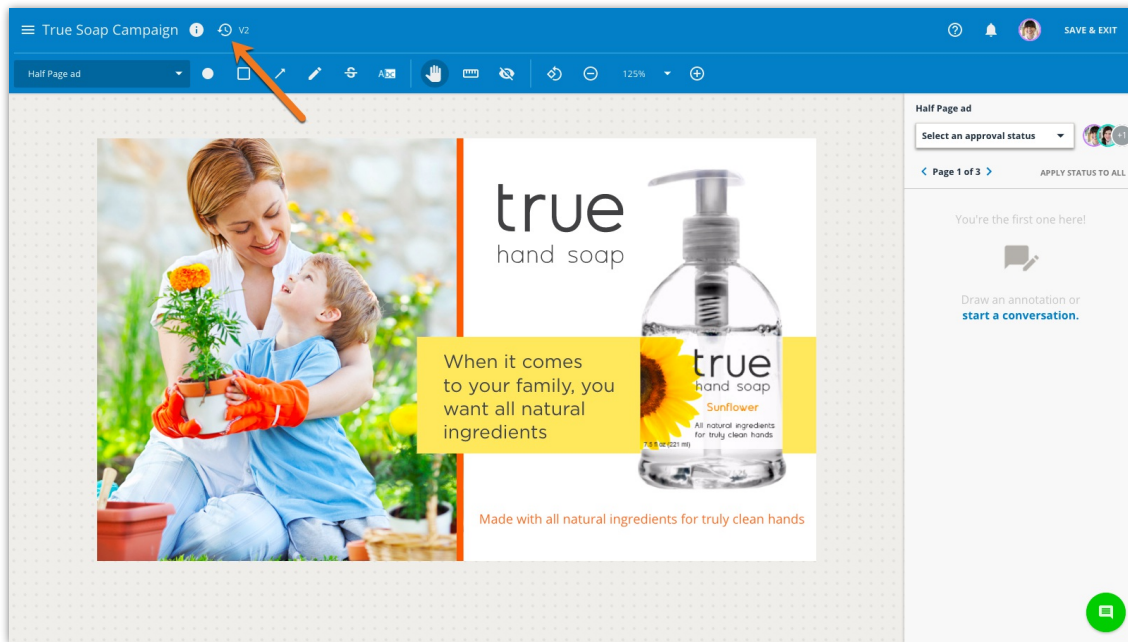 True Soap Campaign
V2
SAVE & EXIT
Half Page ad
125%
Half Page ad
Select an approval status
+1
Page 1 of 3
APPLY STATUS TO ALL
You're the first one here!
Draw an annotation or
start a conversation.
true
hand soap
When it comes
to your family, you
want all natural
ingredients
true
hand soap
Sunflower
All natural ingredients
for truly clean hands
7.5 fl oz (221 ml)
Made with all natural ingredients for truly clean hands